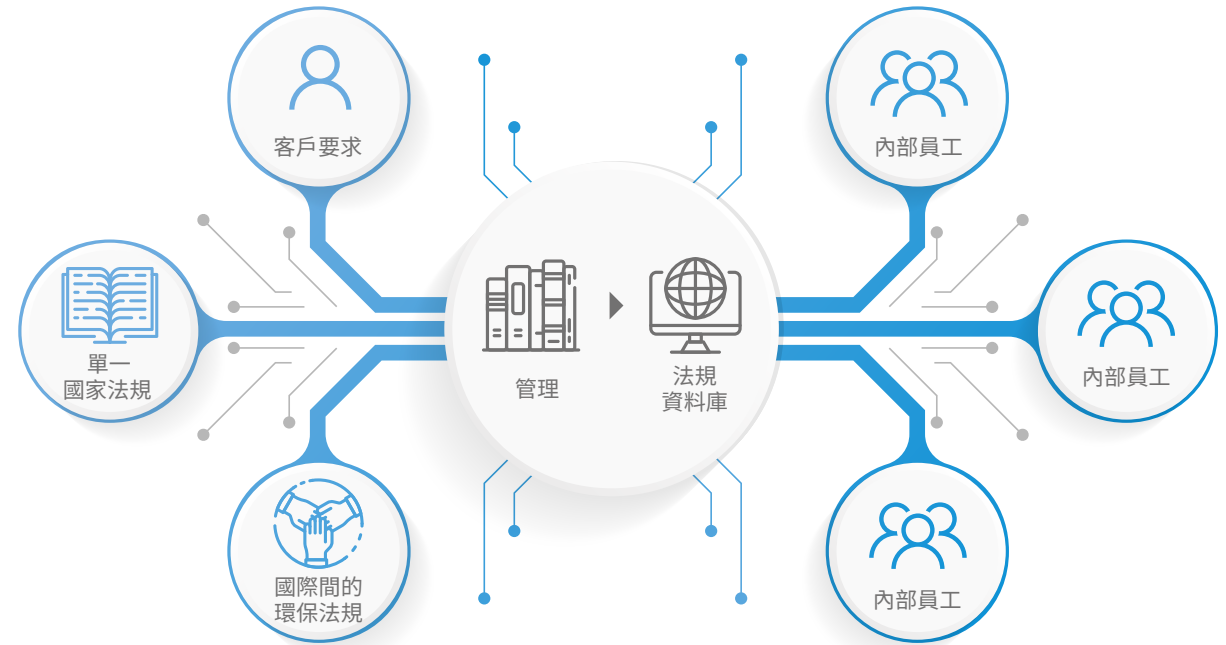 客戶要求
單一
國家法規
國際間的
環保法規
管理
法規
資料庫
內部員工
內部員工
內部員工